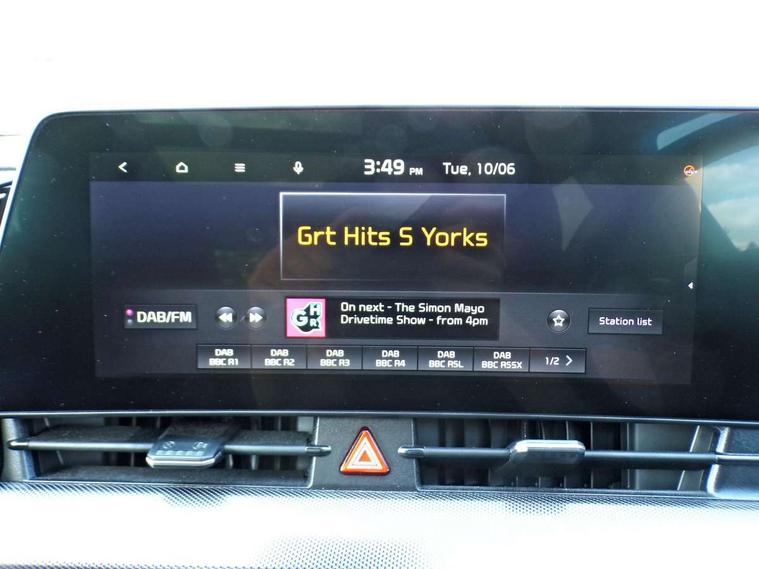 3:49 PM Tue, 10/06
Grt Hits S Yorks
DAB/FM
GHR
On next - The Simon Mayo
Drivetime Show - from 4pm
Station list
DAB
BBC R1
DAB
BBC R2
DAB
BBC R3
DAB
BBC R4
DAB
BBC R5L
DAB
BBC R5SX
1/2